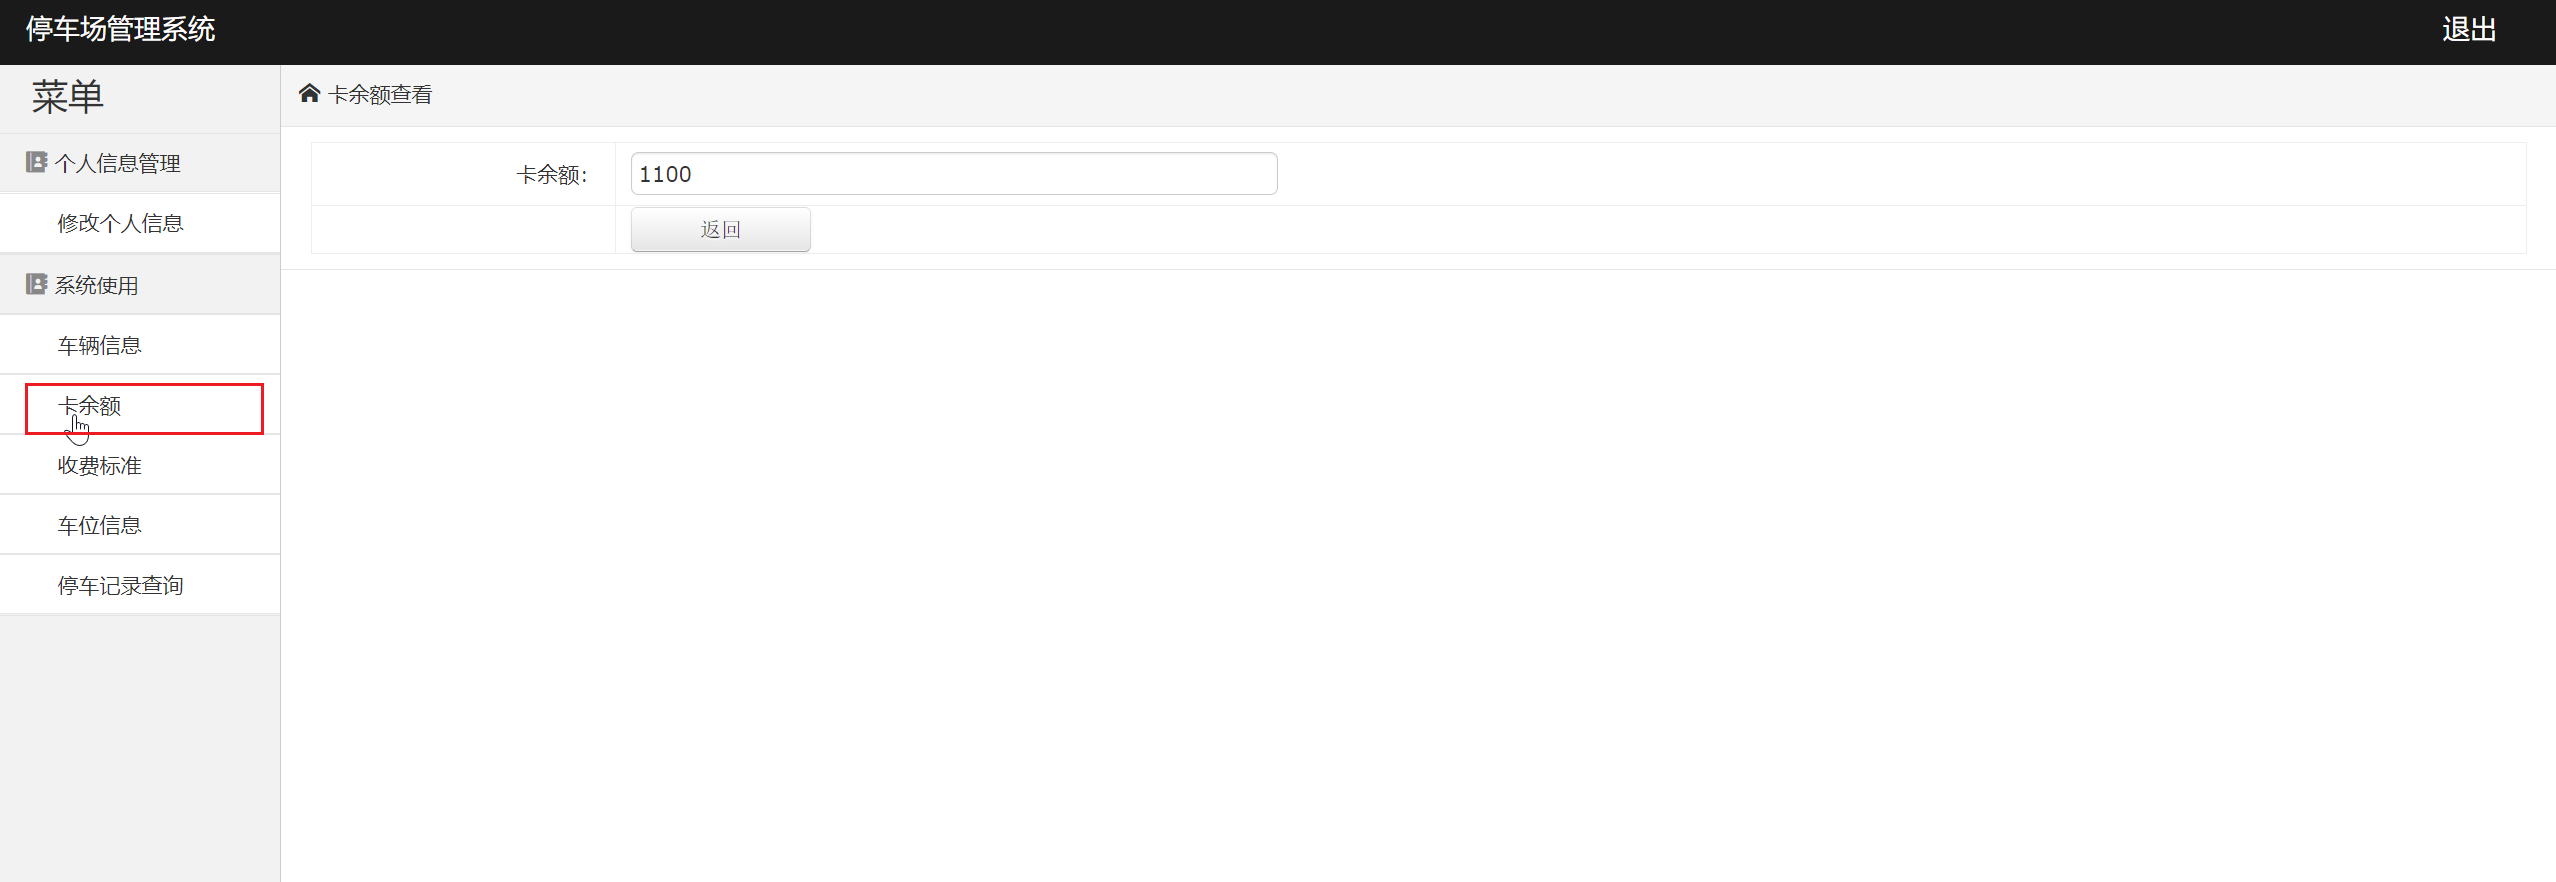 停车场管理系统
退出
菜单
个人信息管理
修改个人信息
系统使用
车辆信息
卡余额
收费标准
车位信息
停车记录查询
卡余额查看
卡余额: 1100
返回